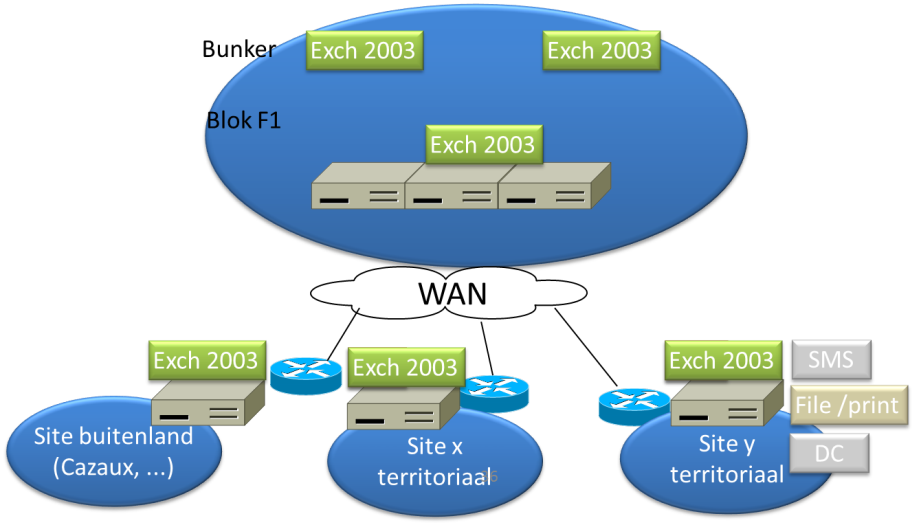 Bunker
Exch 2003
Exch 2003
Blok F1
Exch 2003
WAN
Exch 2003
Exch 2003
Exch 2003
SMS
File /print
DC
Site buitenland
(Cazaux, ...)
Site x
territoriaal
Site y
territoriaal